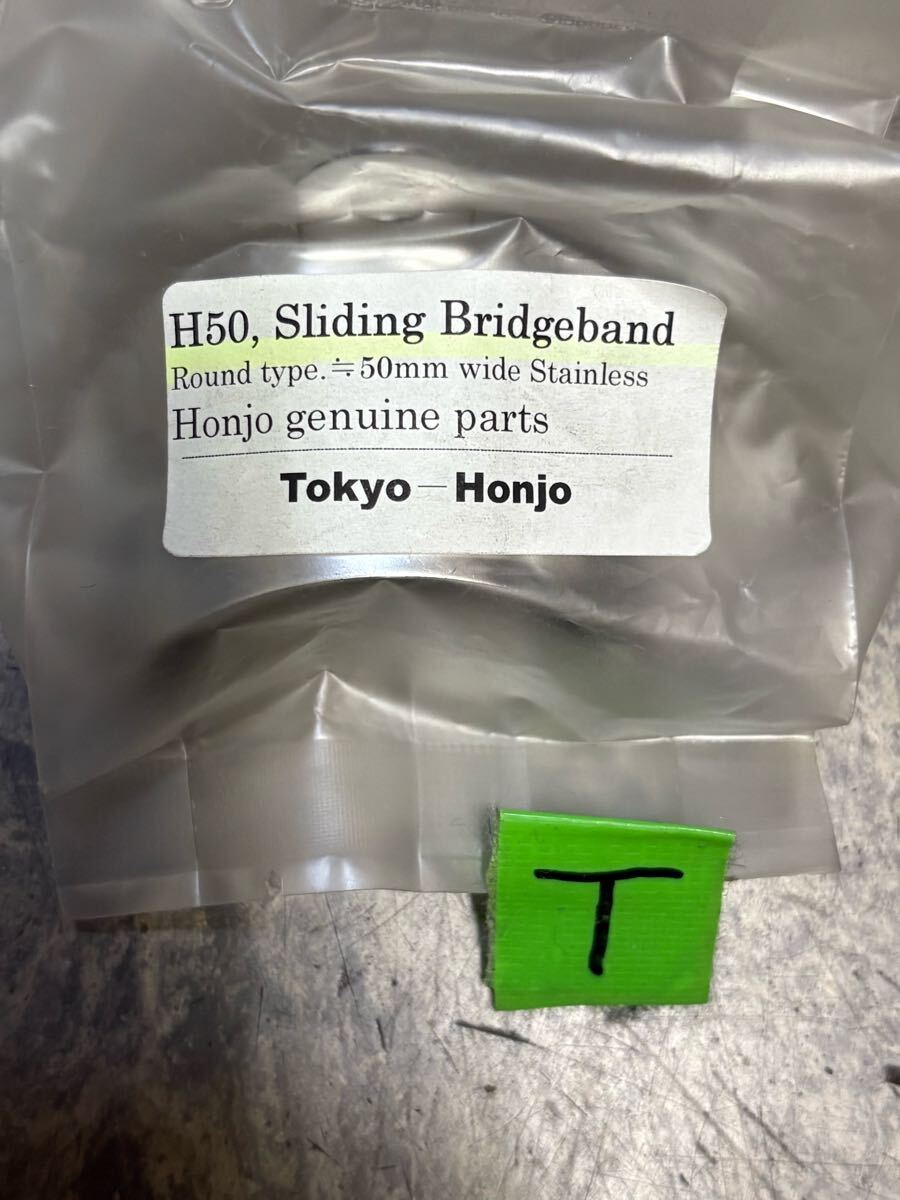 H50, Sliding Bridgeband
Round type.≒50mm wide Stainless
Honjo genuine parts
Tokyo－Honjo
T